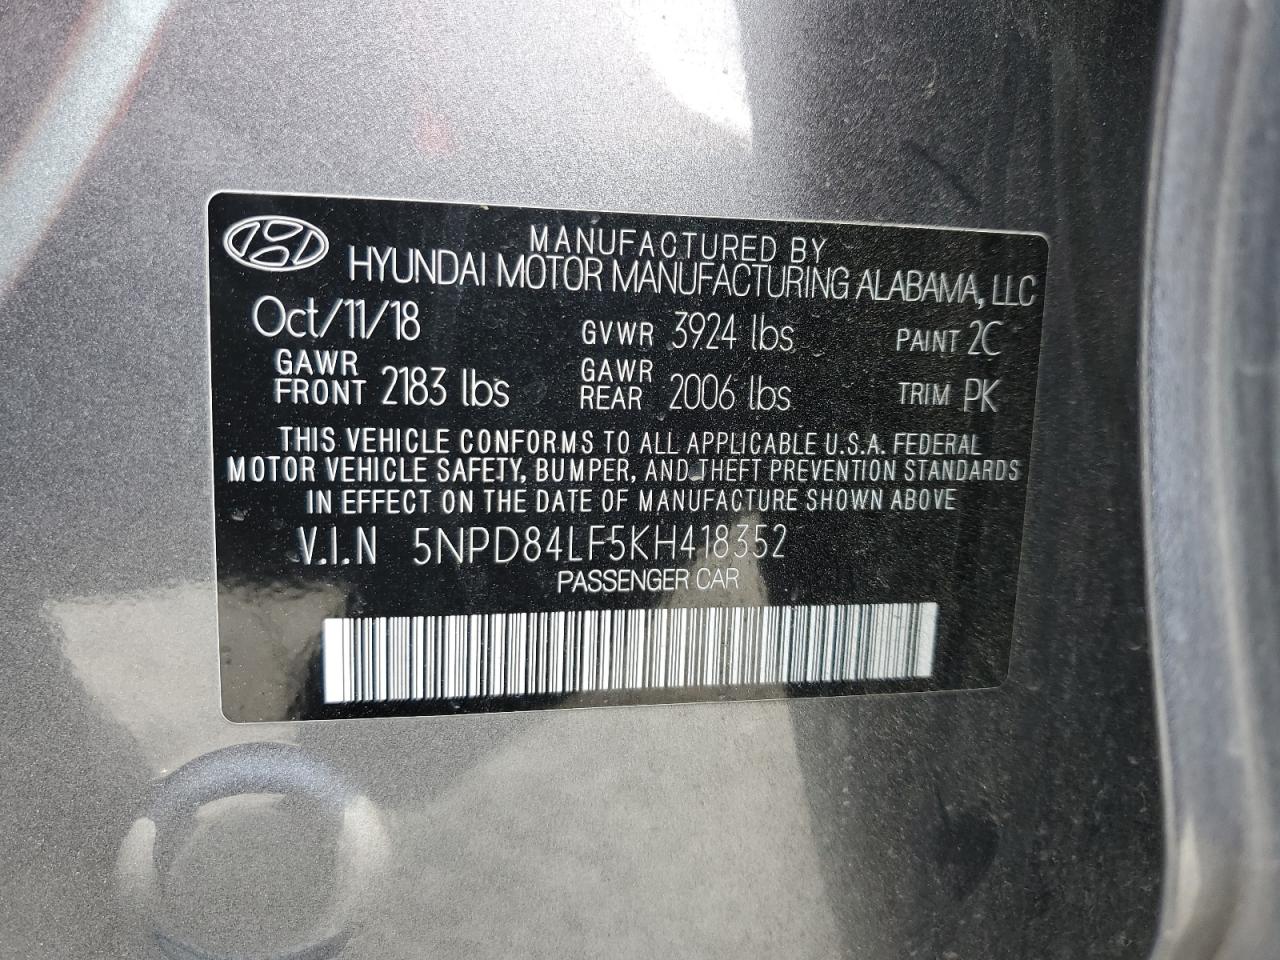 MANUFACTURED BY
HYUNDAI MOTOR MANUFACTURING ALABAMA, LLC
Oct/11/18 GVWR 3924 lbs PAINT 2C
GAWR FRONT 2183 lbs GAWR REAR 2006 lbs TRIM PK
THIS VEHICLE CONFORMS TO ALL APPLICABLE U.S.A. FEDERAL
MOTOR VEHICLE SAFETY, BUMPER, AND THEFT PREVENTION STANDARDS
IN EFFECT ON THE DATE OF MANUFACTURE SHOWN ABOVE
V.I.N 5NPD84LF5KH418352
PASSENGER CAR